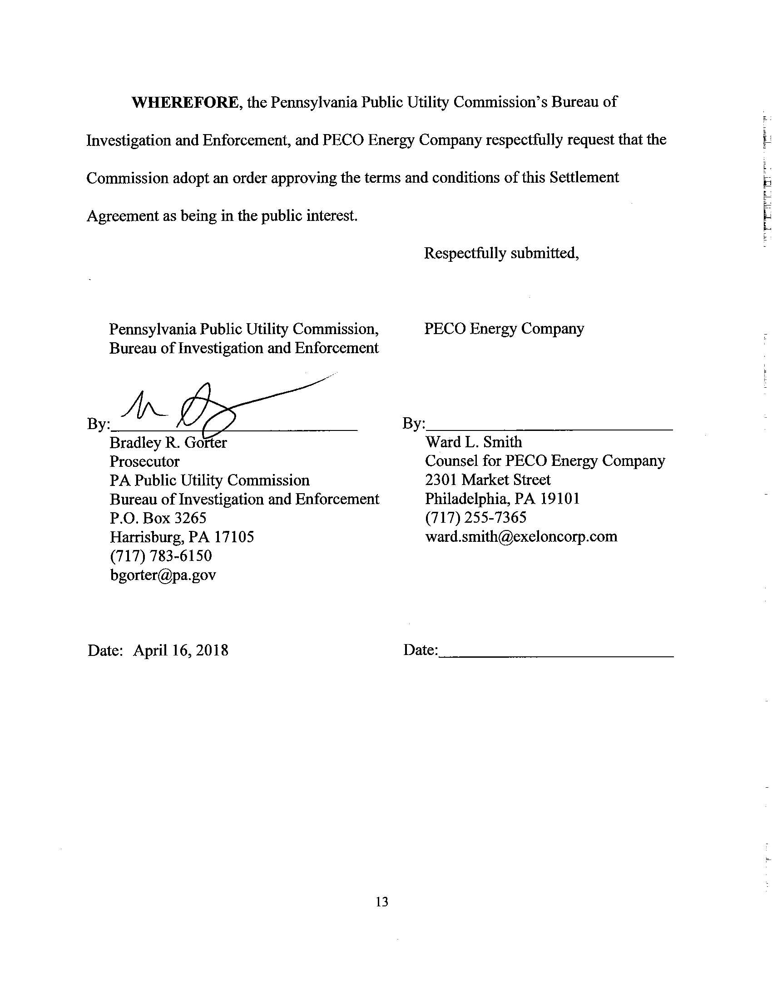 WHEREFORE, the Pennsylvania Public Utility Commission's Bureau of
Investigation and Enforcement, and PECO Energy Company respectfully request that the
Commission adopt an order approving the terms and conditions of this Settlement
Agreement as being in the public interest.
Respectfully submitted,
Pennsylvania Public Utility Commission,
Bureau of Investigation and Enforcement
By:
Bradley R. Gorter
Prosecutor
PA Public Utility Commission
Bureau of Investigation and Enforcement
P.O. Box 3265
Harrisburg, PA 17105
(717) 783-6150
bgorter@pa.gov
Date: April 16, 2018
PECO Energy Company
By:
Ward L. Smith
Counsel for PECO Energy Company
2301 Market Street
Philadelphia, PA 19101
(717) 255-7365
ward.smith@exeloncorp.com
Date:
13